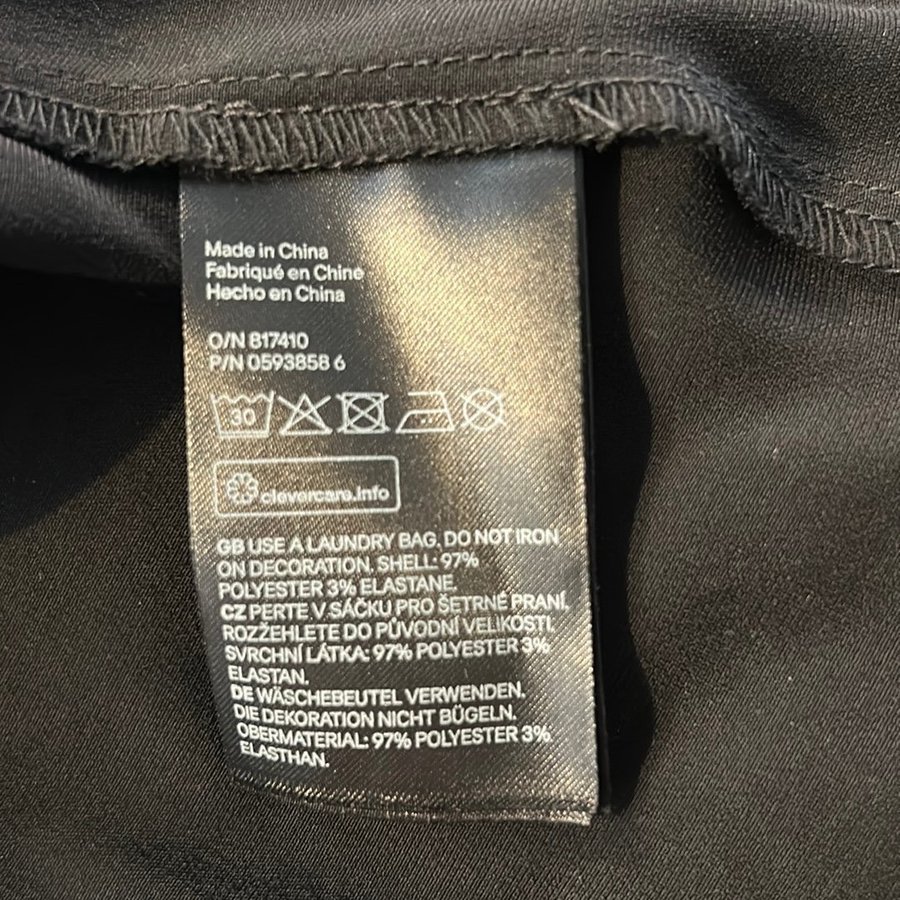 Made in China
Fabriqué en Chine
Hecho en China
O/N 817410
P/N 0593858 6
30
clevercare.info
GB USE A LAUNDRY BAG. DO NOT IRON
ON DECORATION. SHELL: 97%
POLYESTER 3% ELASTANE.
CZ PERTE V SÁČKU PRO ŠETRNÉ PRANÍ.
ROZŽEHLETE DO PŮVODNÍ VELIKOSTI.
SVRCHNÍ LÁTKA: 97% POLYESTER 3%
ELASTAN.
DE WÄSCHEBEUTEL VERWENDEN.
DIE DEKORATION NICHT BÜGELN.
OBERMATERIAL: 97% POLYESTER 3%
ELASTHAN.